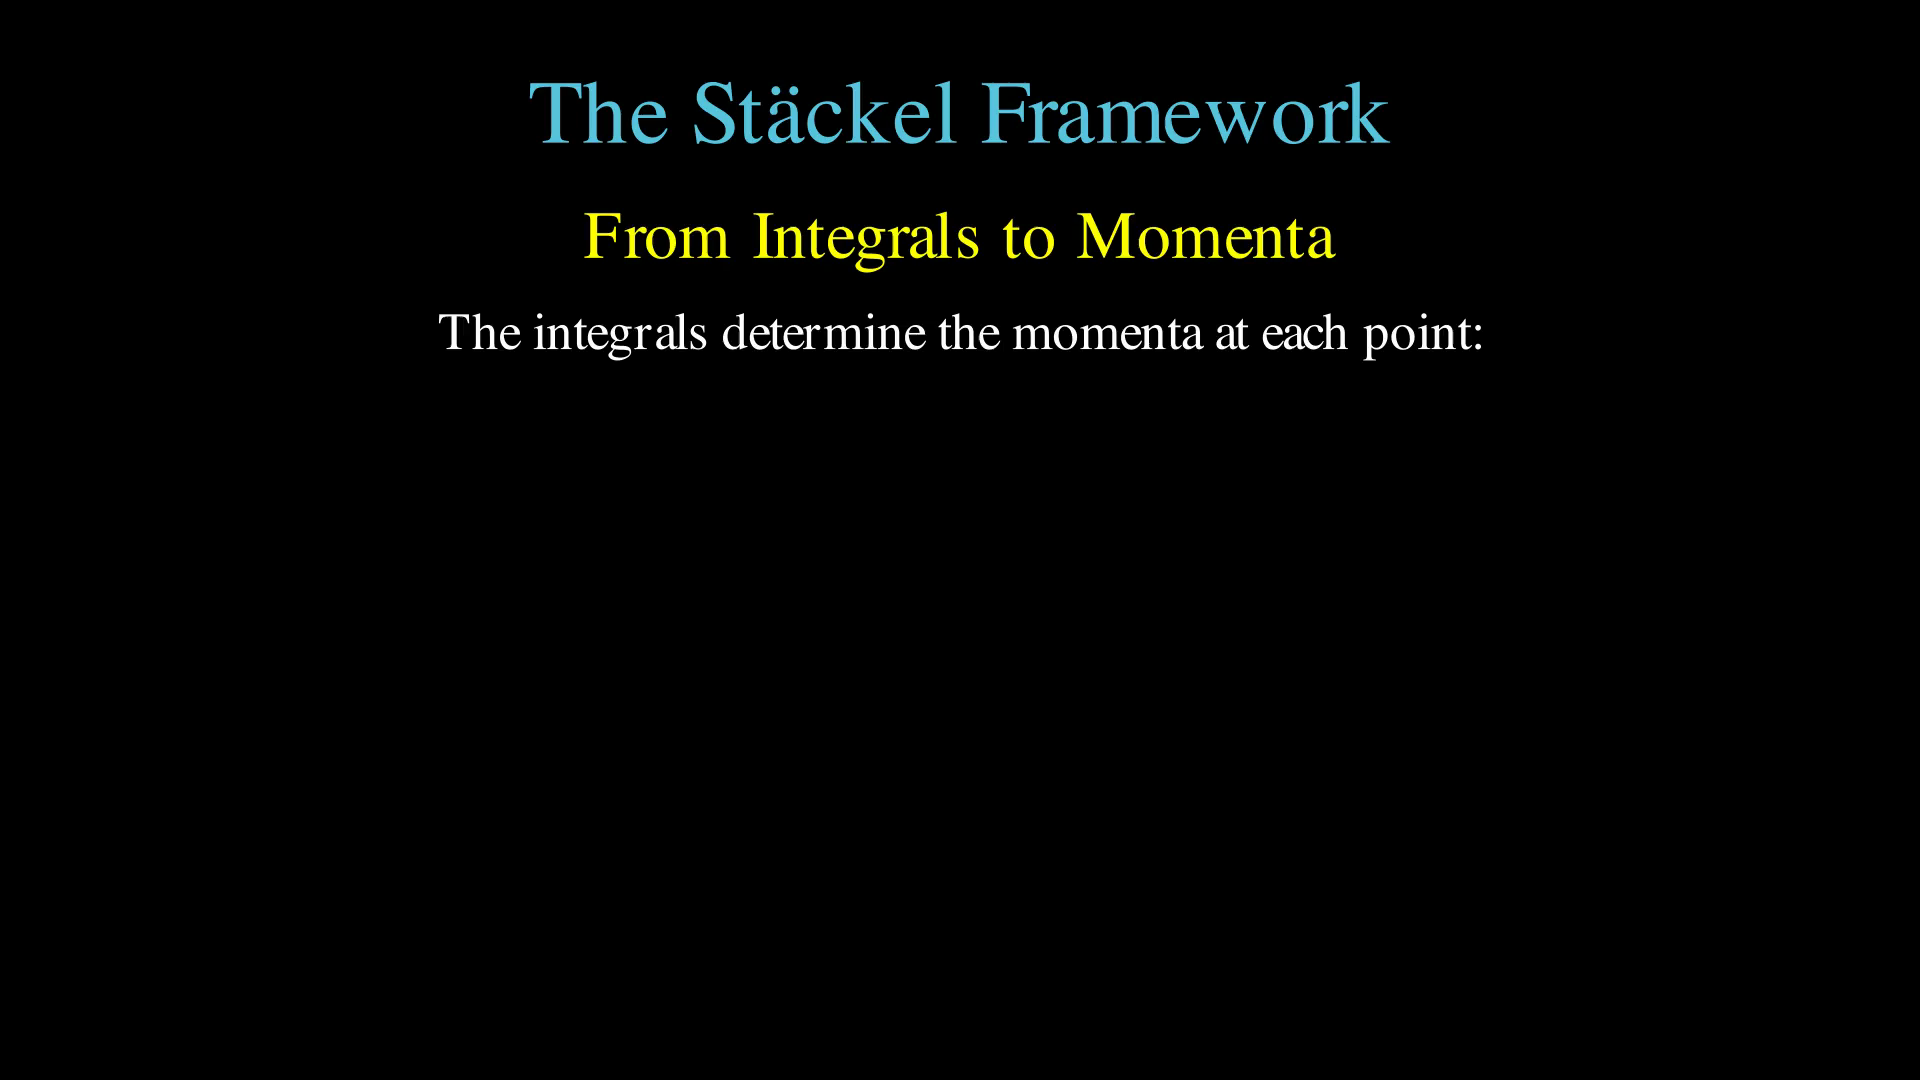 The Stäckel Framework
From Integrals to Momenta
The integrals determine the momenta at each point: